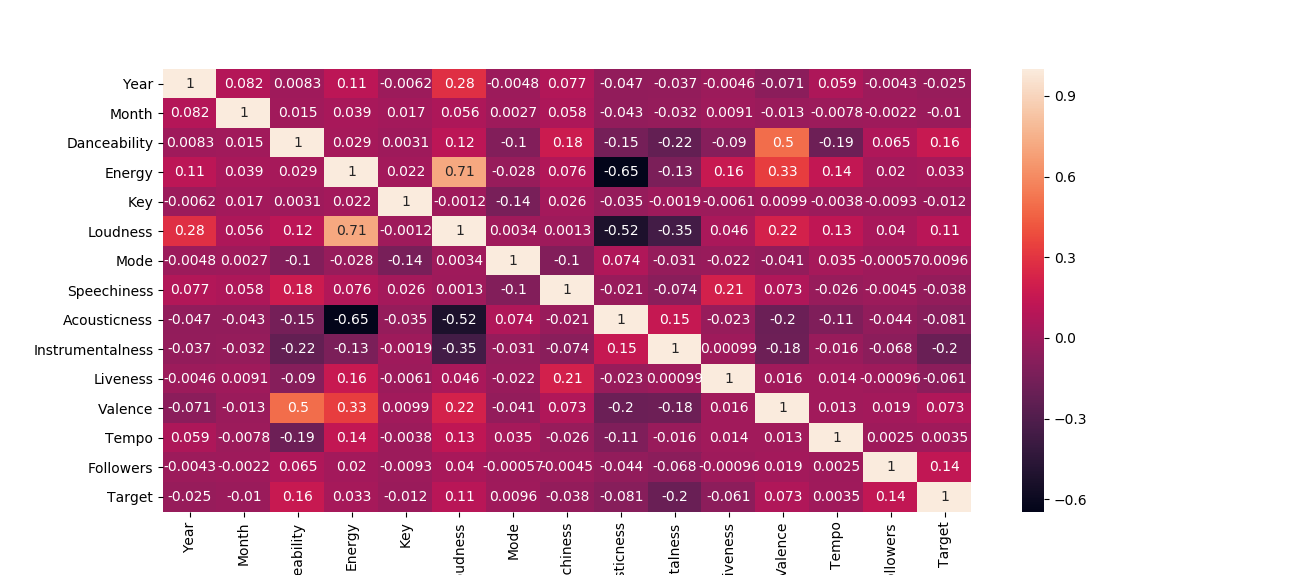 Year 1 0.082 0.0083 0.11 -0.0062 0.28 -0.0048 0.077 -0.047 -0.037 -0.0046 -0.071 0.059 -0.0043 -0.025
Month 0.082 1 0.015 0.039 0.017 0.056 0.0027 0.058 -0.043 -0.032 0.0091 -0.013 -0.0078 -0.0022 -0.01
Danceability 0.0083 0.015 1 0.029 0.0031 0.12 -0.1 0.18 -0.15 -0.22 -0.09 0.5 -0.19 0.065 0.16
Energy 0.11 0.039 0.029 1 0.022 0.71 -0.028 0.076 -0.65 -0.13 0.16 0.33 0.14 0.02 0.033
Key -0.0062 0.017 0.0031 0.022 1 -0.0012 -0.14 0.026 -0.035 -0.0019 -0.0061 0.0099 -0.0038 -0.0093 -0.012
Loudness 0.28 0.056 0.12 0.71 -0.0012 1 0.0034 0.0013 -0.52 -0.35 0.046 0.22 0.13 0.04 0.11
Mode -0.0048 0.0027 -0.1 -0.028 -0.14 0.0034 1 -0.1 0.074 -0.031 -0.022 -0.041 0.035 -0.00057 0.0096
Speechiness 0.077 0.058 0.18 0.076 0.026 0.0013 -0.1 1 -0.021 -0.074 0.21 0.073 -0.026 -0.0045 -0.038
Acousticness -0.047 -0.043 -0.15 -0.65 -0.035 -0.52 0.074 -0.021 1 0.15 -0.023 -0.2 -0.11 -0.044 -0.081
Instrumentalness -0.037 -0.032 -0.22 -0.13 -0.0019 -0.35 -0.031 -0.074 0.15 1 0.00099 -0.18 -0.016 -0.068 -0.2
Liveness -0.0046 0.0091 -0.09 0.16 -0.0061 0.046 -0.022 0.21 -0.023 0.00099 1 0.016 0.014 -0.00096 -0.061
Valence -0.071 -0.013 0.5 0.33 0.0099 0.22 -0.041 0.073 -0.2 -0.18 0.016 1 0.013 0.019 0.073
Tempo 0.059 -0.0078 -0.19 0.14 -0.0038 0.13 0.035 -0.026 -0.11 -0.016 0.014 0.013 1 0.0025 0.0035
Followers -0.0043 -0.0022 0.065 0.02 -0.0093 0.04 -0.00057 -0.0045 -0.044 -0.068 -0.00096 0.019 0.0025 1 0.14
Target -0.025 -0.01 0.16 0.033 -0.012 0.11 0.0096 -0.038 -0.081 -0.2 -0.061 0.073 0.0035 0.14 1
Year
Month
eability
Energy
Key
udness
Mode
chiness
sticness
talness
iveness
Valence
Tempo
ollowers
Target
0.9
0.6
0.3
0.0
−0.3
−0.6